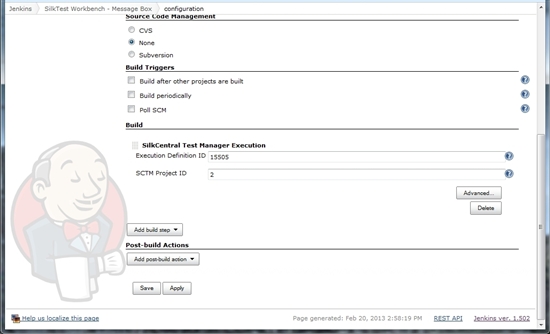 Jenkins SilkTest Workbench - Message Box configuration
Source Code Management
CVS
None
Subversion
Build Triggers
Build after other projects are built
Build periodically
Poll SCM
Build
SilkCentral Test Manager Execution
Execution Definition ID 15505
SCTM Project ID 2
Advanced...
Delete
Add build step
Post-build Actions
Add post-build action
Save Apply
Help us localize this page Page generated: Feb 20, 2013 2:58:19 PM REST API Jenkins ver. 1.502